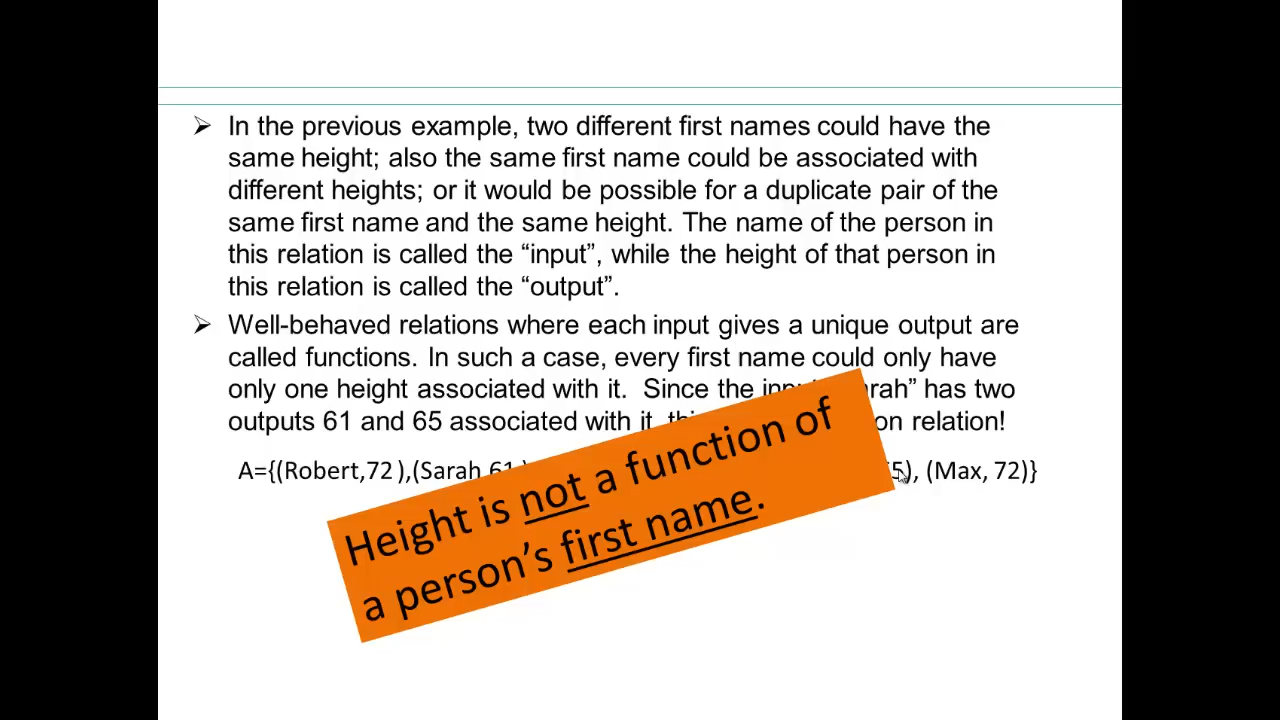 In the previous example, two different first names could have the
same height; also the same first name could be associated with
different heights; or it would be possible for a duplicate pair of the
same first name and the same height. The name of the person in
this relation is called the “input”, while the height of that person in
this relation is called the “output”.
Well-behaved relations where each input gives a unique output are
called functions. In such a case, every first name could only have
only one height associated with it. Since the has two
outputs 61 and 65 associated with it, relation!
A={(Robert,72 ),(Sarah (Max, 72)}
Height is not a function of
a person’s first name.